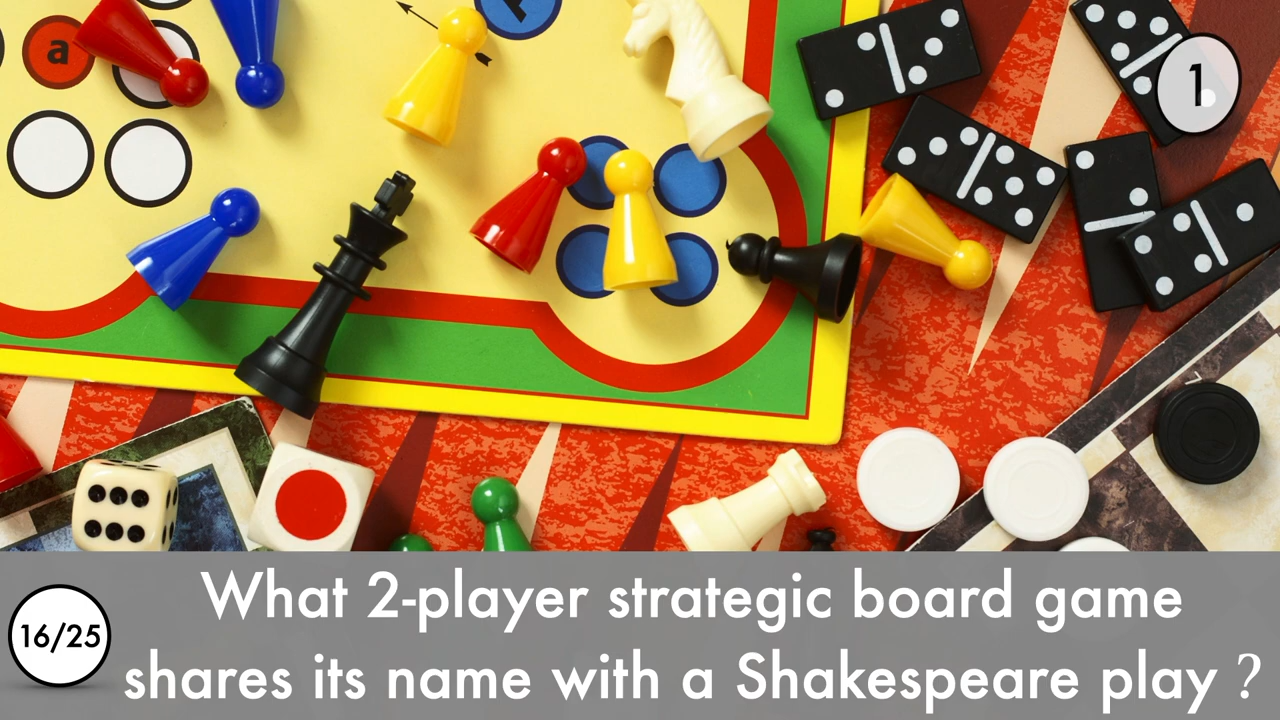 a
1
16/25
What 2-player strategic board game
shares its name with a Shakespeare play ?